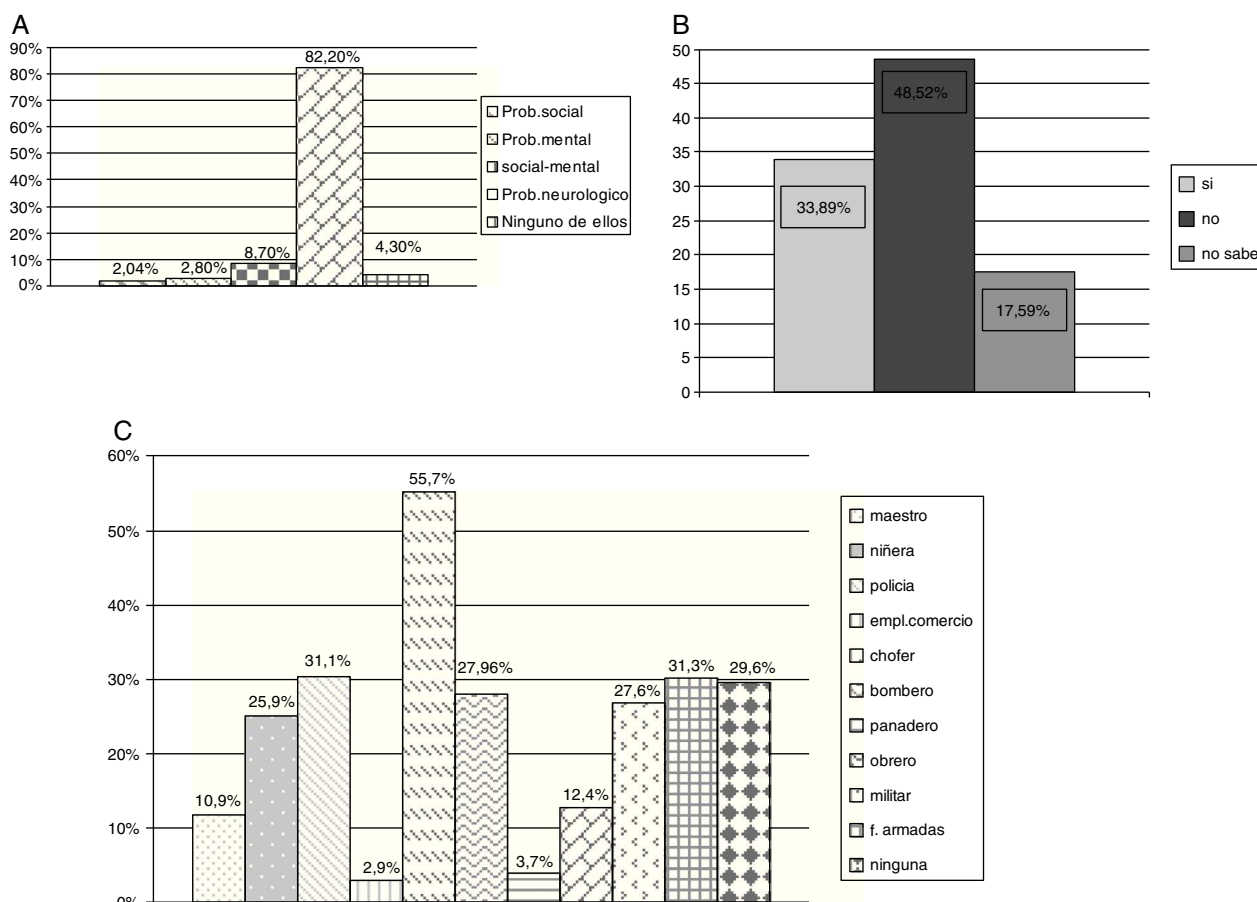 A
90%
80%
70%
60%
50%
40%
30%
20%
10%
0%
2,04%
2,80%
8,70%
82,20%
4,30%
Prob.social
Prob.mental
social-mental
Prob.neurologico
Ninguno de ellos
B
50
45
40
35
30
25
20
15
10
5
0
33,89%
48,52%
17,59%
si
no
no sabe
C
60%
50%
40%
30%
20%
10%
0%
10,9%
25,9%
31,1%
2,9%
55,7%
27,96%
3,7%
12,4%
27,6%
31,3%
29,6%
maestro
niñera
policia
empl.comercio
chofer
bombero
panadero
obrero
militar
f. armadas
ninguna